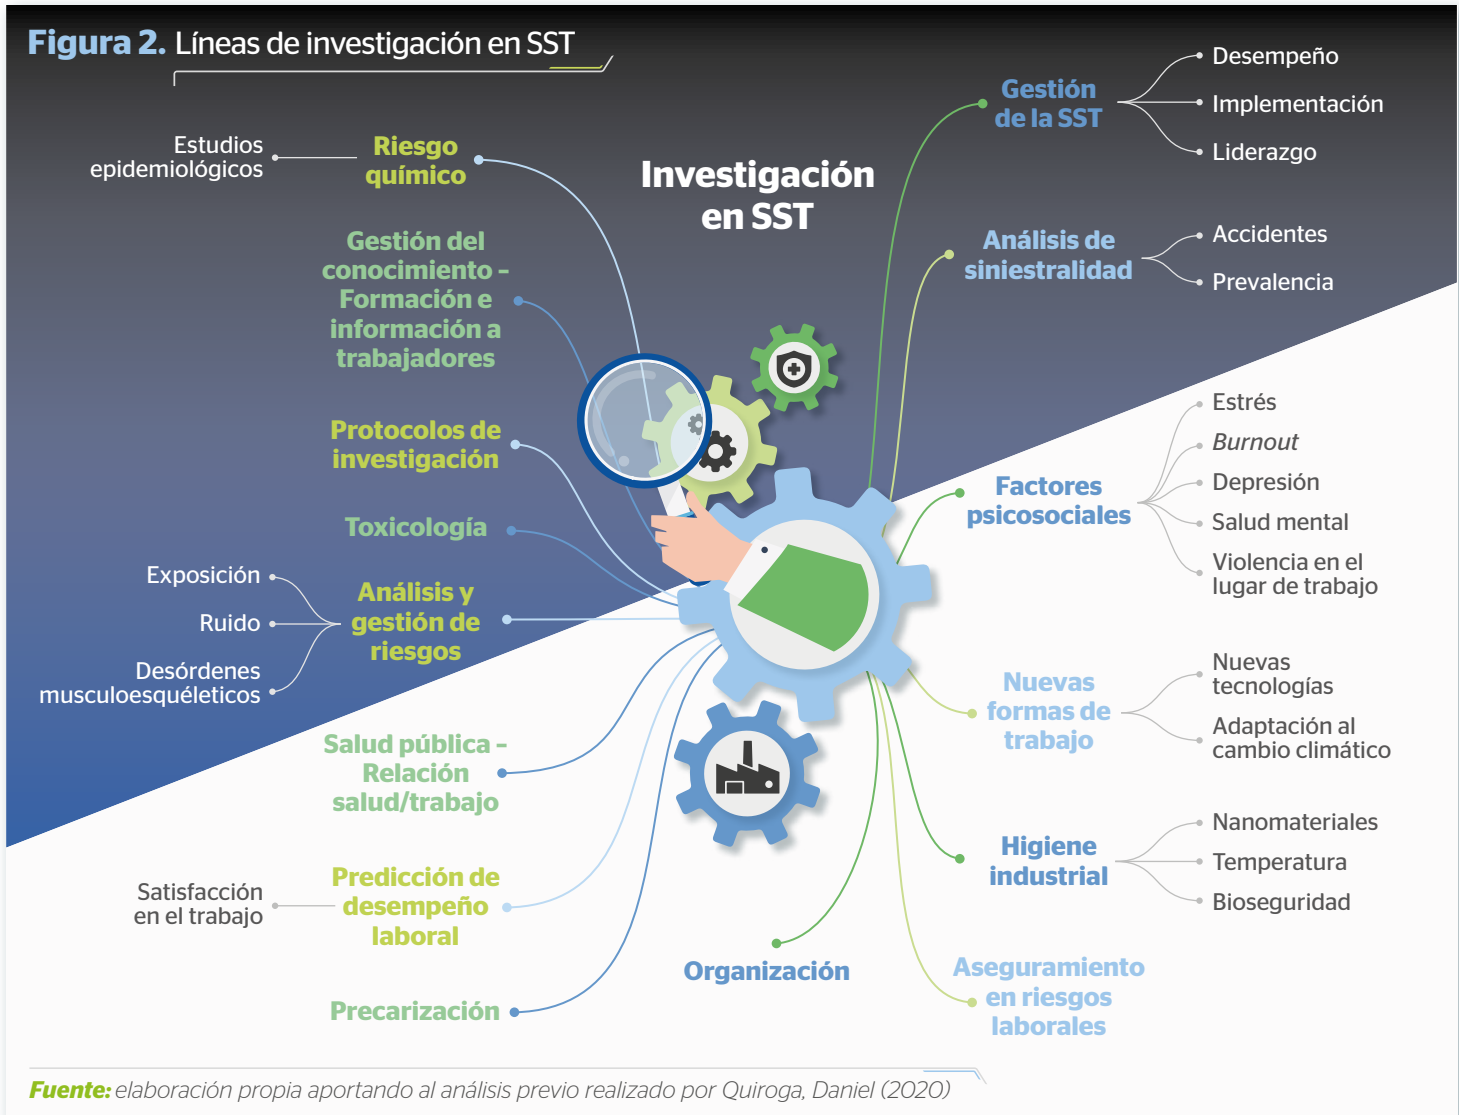 Figura 2. Líneas de investigación en SST
Investigación
en SST
Riesgo
químico
Estudios
epidemiológicos
Gestión del
conocimiento –
Formación e
información a
trabajadores
Protocolos de
investigación
Toxicología
Análisis y
gestión de
riesgos
Exposición
Ruido
Desórdenes
musculoesquéleticos
Salud pública –
Relación
salud/trabajo
Predicción de
desempeño
laboral
Satisfacción
en el trabajo
Precarización
Gestión
de la SST
Desempeño
Implementación
Liderazgo
Análisis de
siniestralidad
Accidentes
Prevalencia
Factores
psicosociales
Estrés
Burnout
Depresión
Salud mental
Violencia en el
lugar de trabajo
Nuevas
formas de
trabajo
Nuevas
tecnologías
Adaptación al
cambio climático
Higiene
industrial
Nanomateriales
Temperatura
Bioseguridad
Aseguramiento
en riesgos
laborales
Organización
Fuente: elaboración propia aportando al análisis previo realizado por Quiroga, Daniel (2020)